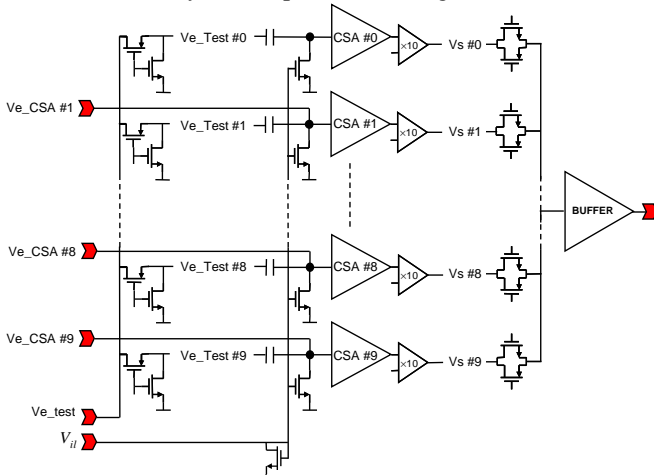 Ve_Test #0 CSA #0 ×10 Vs #0
Ve_CSA #1
Ve_Test #1 CSA #1 ×10 Vs #1
BUFFER
Ve_CSA #8
Ve_Test #8 CSA #8 ×10 Vs #8
Ve_CSA #9
Ve_Test #9 CSA #9 ×10 Vs #9
Ve_test
V_il